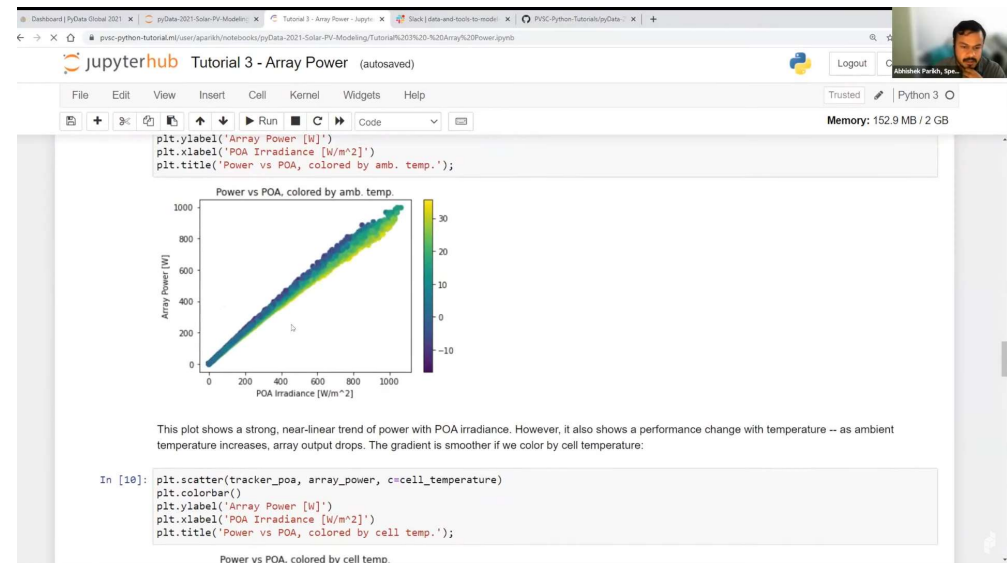 Dashboard | PyData Global 2021
pyData-2021-Solar-PV-Modeling
Tutorial 3 - Array Power - Jupyte
Slack | data-and-tools-to-model
PVSC-Python-Tutorials/pyData-2
pvsc-python-tutorial.ml/user/aparikh/notebooks/pyData-2021-Solar-PV-Modeling/Tutorial%203%20-%20Array%20Power.ipynb
Abhishek Parikh, Spe...
jupyterhub Tutorial 3 - Array Power (autosaved)
Logout
File Edit View Insert Cell Kernel Widgets Help
Trusted Python 3
Run Code
Memory: 152.9 MB / 2 GB
plt.ylabel('Array Power [W]')
plt.xlabel('POA Irradiance [W/m^2]')
plt.title('Power vs POA, colored by amb. temp.');
Power vs POA, colored by amb. temp.
1000
800
600
400
200
0
Array Power [W]
0 200 400 600 800 1000
POA Irradiance [W/m^2]
30
20
10
0
−10
This plot shows a strong, near-linear trend of power with POA irradiance. However, it also shows a performance change with temperature -- as ambient
temperature increases, array output drops. The gradient is smoother if we color by cell temperature:
In [10]: plt.scatter(tracker_poa, array_power, c=cell_temperature)
plt.colorbar()
plt.ylabel('Array Power [W]')
plt.xlabel('POA Irradiance [W/m^2]')
plt.title('Power vs POA, colored by cell temp.');
Power vs POA, colored by cell temp.